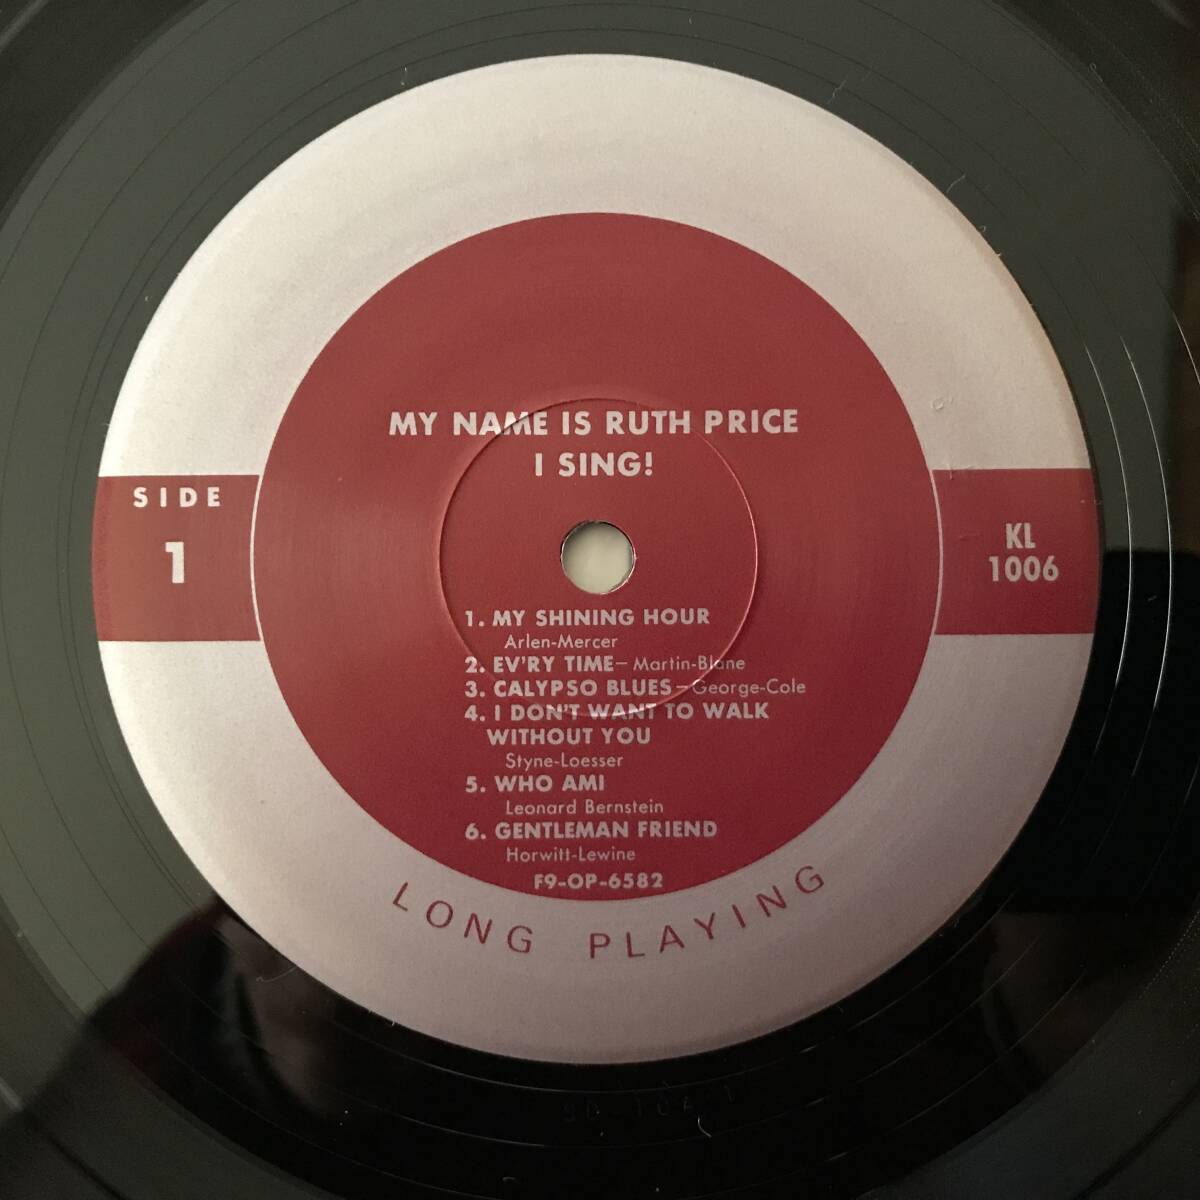 MY NAME IS RUTH PRICE
I SING!
SIDE
1
KL
1006
1. MY SHINING HOUR
Arlen-Mercer
2. EV'RY TIME—Martin-Blane
3. CALYPSO BLUES—George-Cole
4. I DON'T WANT TO WALK
WITHOUT YOU
Styne-Loesser
5. WHO AMI
Leonard Bernstein
6. GENTLEMAN FRIEND
Horwitt-Lewine
F9-OP-6582
LONG PLAYING